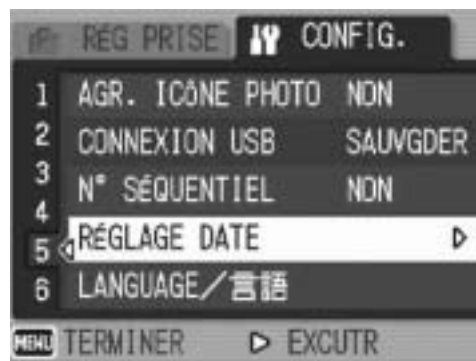 RÉG PRISE CONFIG.
1 AGR. ICÔNE PHOTO NON
2 CONNEXION USB SAUVGDER
3 N° SÉQUENTIEL NON
4
5 RÉGLAGE DATE
6 LANGUAGE/言語
MENU TERMINER EXCUTR